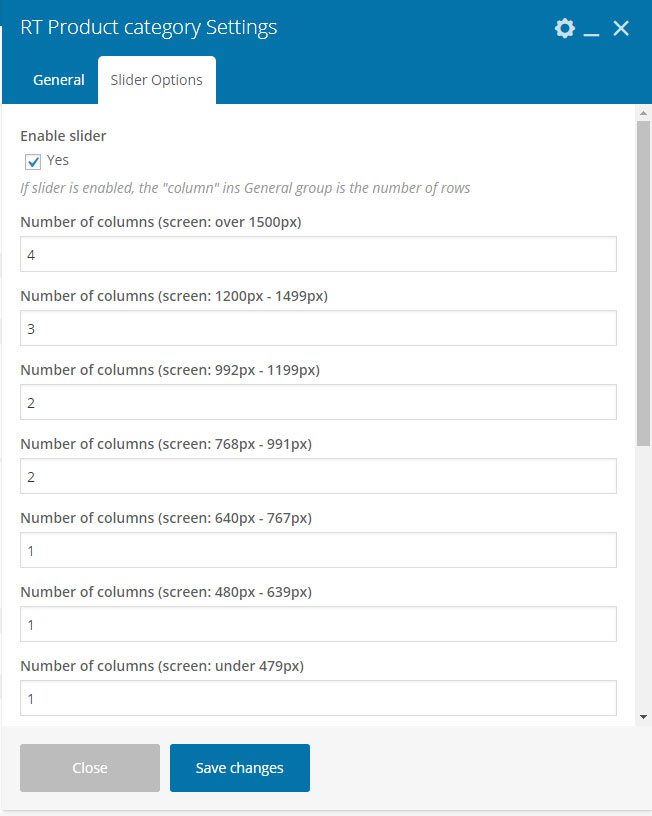 RT Product category Settings
General
Slider Options
Enable slider
Yes
If slider is enabled, the "column" ins General group is the number of rows
Number of columns (screen: over 1500px)
4
Number of columns (screen: 1200px - 1499px)
3
Number of columns (screen: 992px - 1199px)
2
Number of columns (screen: 768px - 991px)
2
Number of columns (screen: 640px - 767px)
1
Number of columns (screen: 480px - 639px)
1
Number of columns (screen: under 479px)
1
Close
Save changes